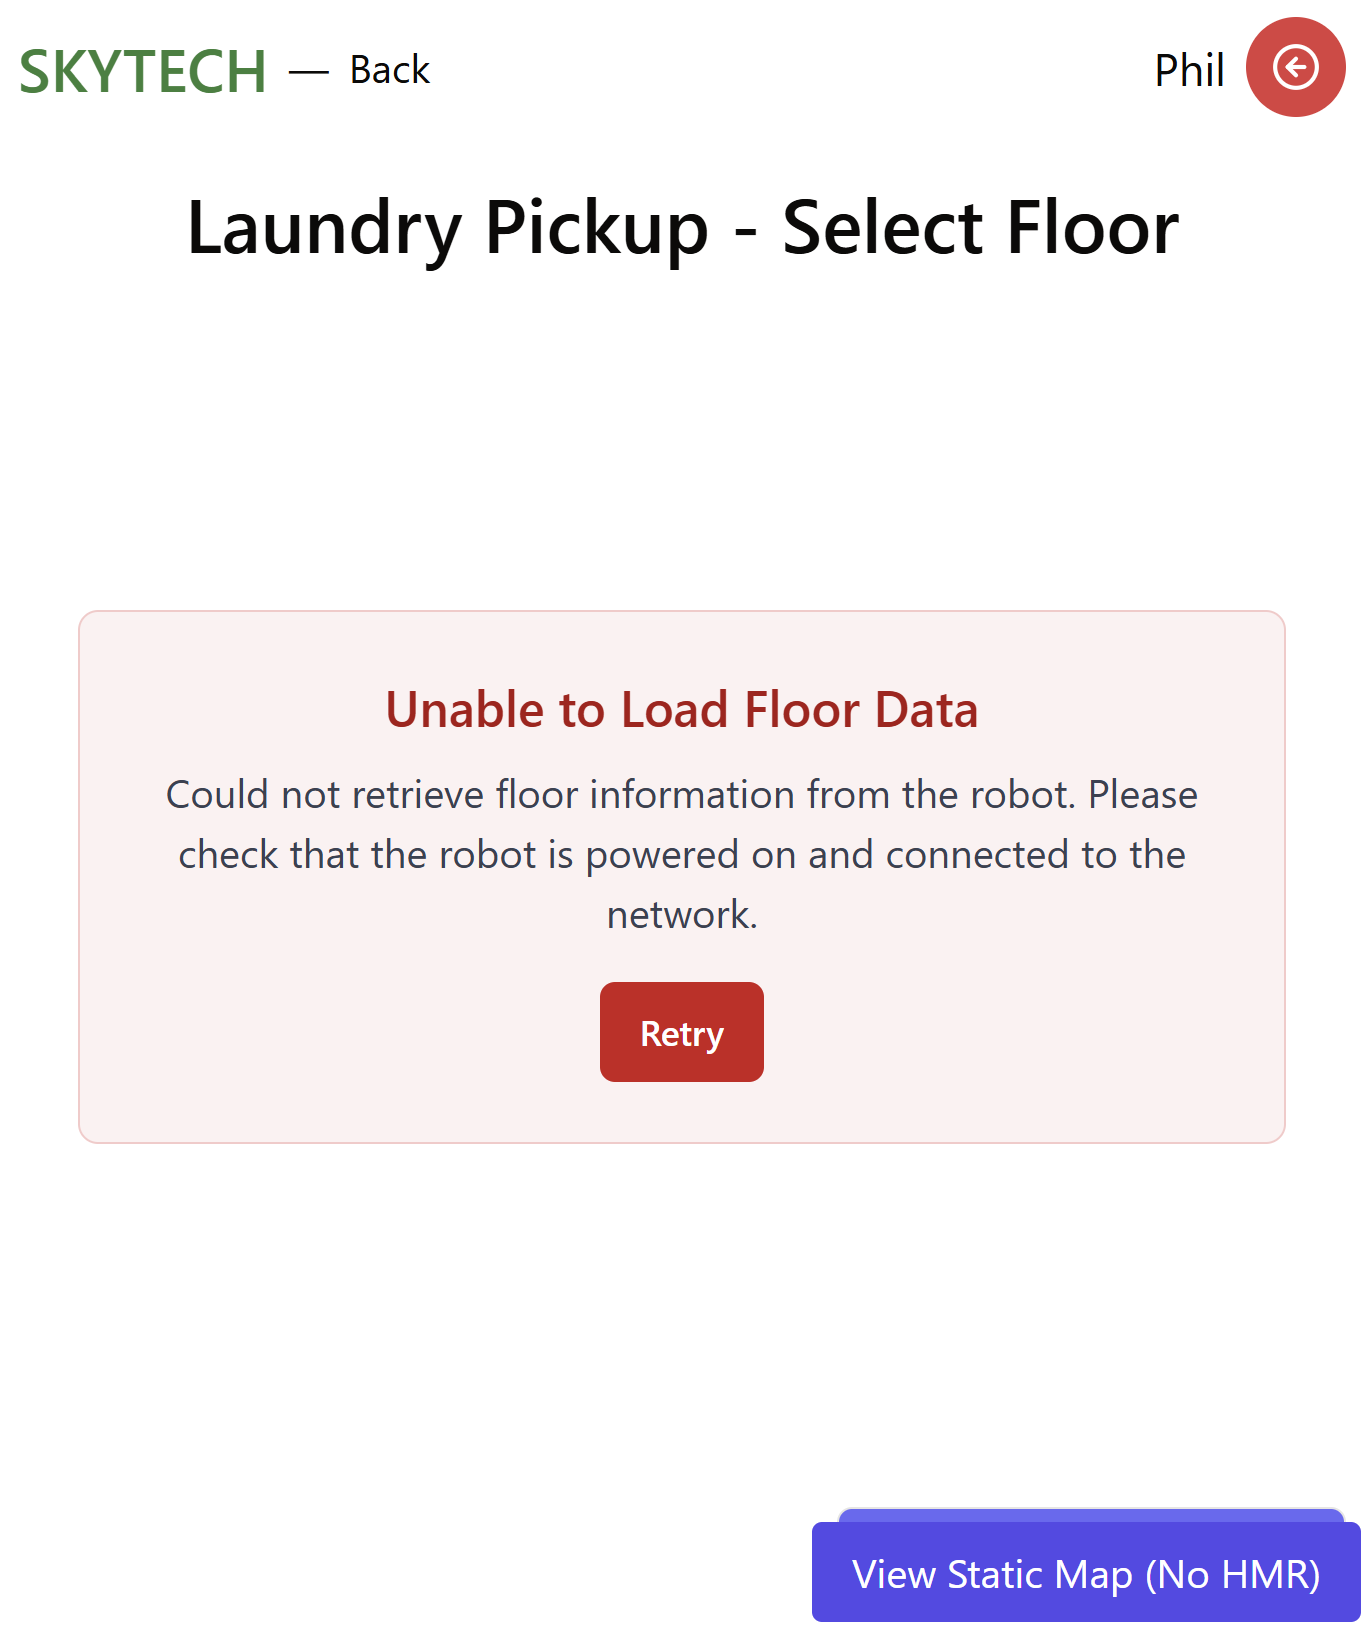 SKYTECH — Back
Phil
Laundry Pickup - Select Floor
Unable to Load Floor Data
Could not retrieve floor information from the robot. Please
check that the robot is powered on and connected to the
network.
Retry
View Static Map (No HMR)